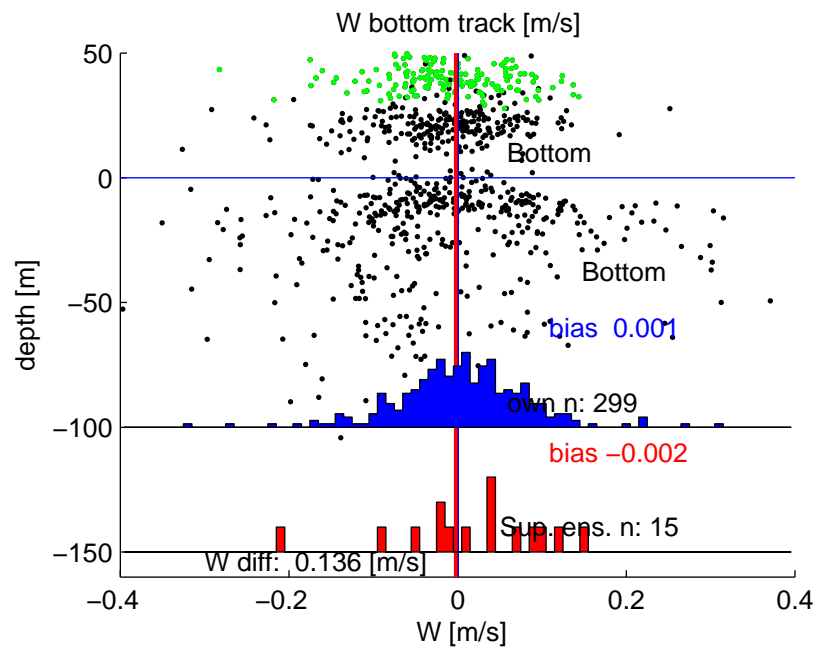 W bottom track [m/s]
50
Bottom
0
Bottom
depth [m]
−50
bias  0.001
own n: 299
−100
bias −0.002
Sup. ens. n: 15
−150
W diff:  0.136 [m/s]
−0.4
−0.2
0
0.2
0.4
W [m/s]